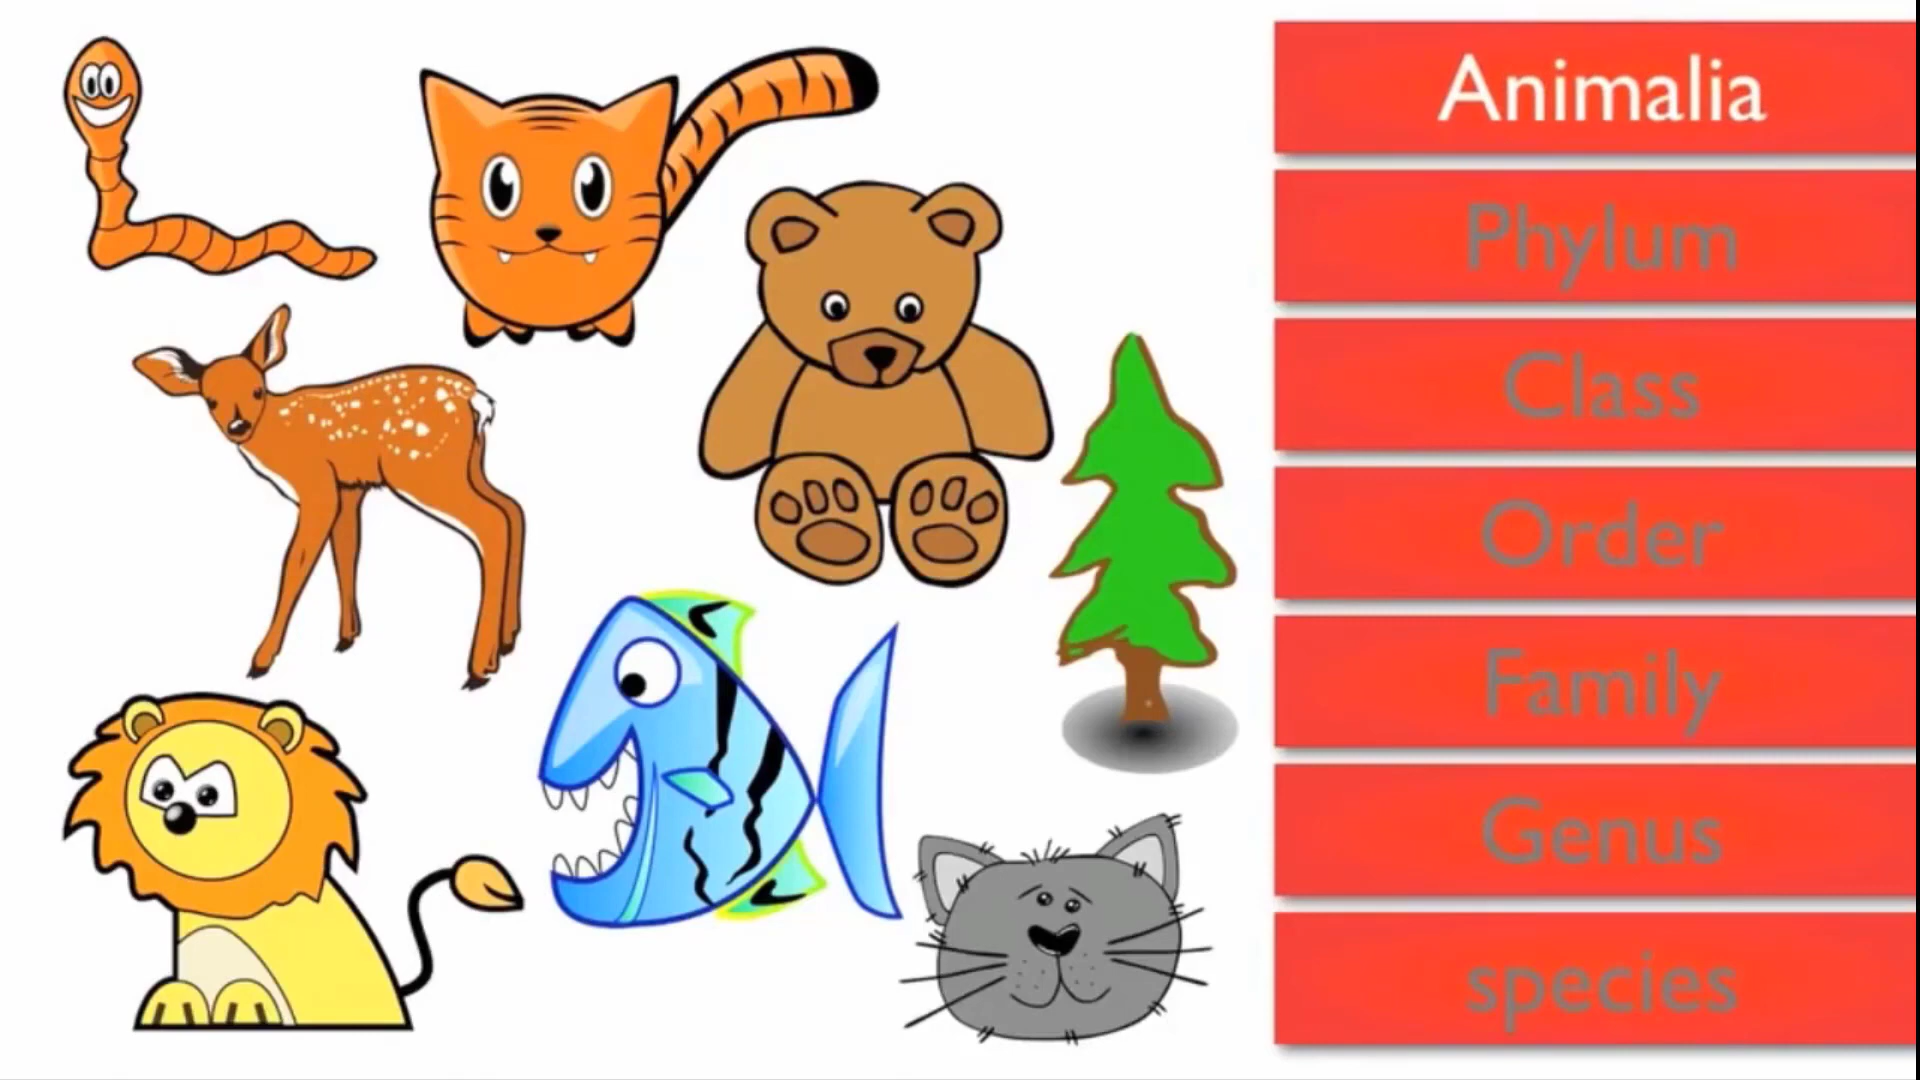 Animalia
Phylum
Class
Order
Family
Genus
species